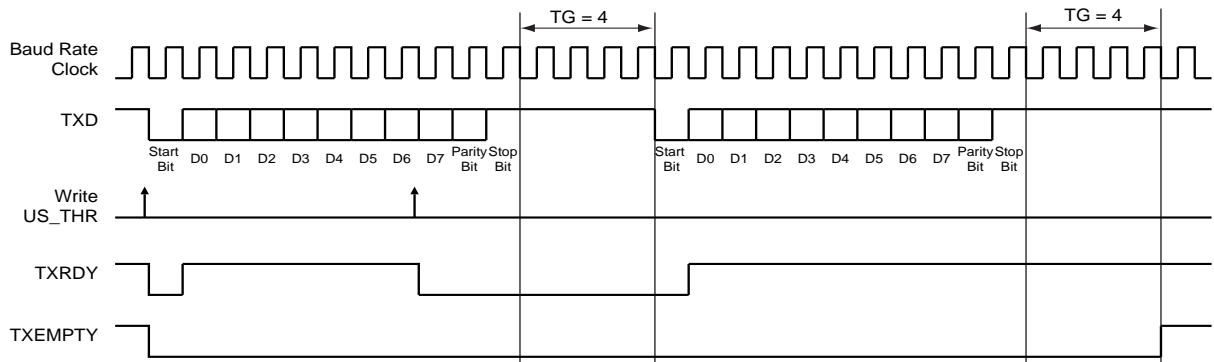 TG = 4
TG = 4
Baud Rate
Clock
TXD
Start
Bit
D0
D1
D2
D3
D4
D5
D6
D7
Parity
Bit
Stop
Bit
Start
Bit
D0
D1
D2
D3
D4
D5
D6
D7
Parity
Bit
Stop
Bit
Write
US_THR
TXRDY
TXEMPTY